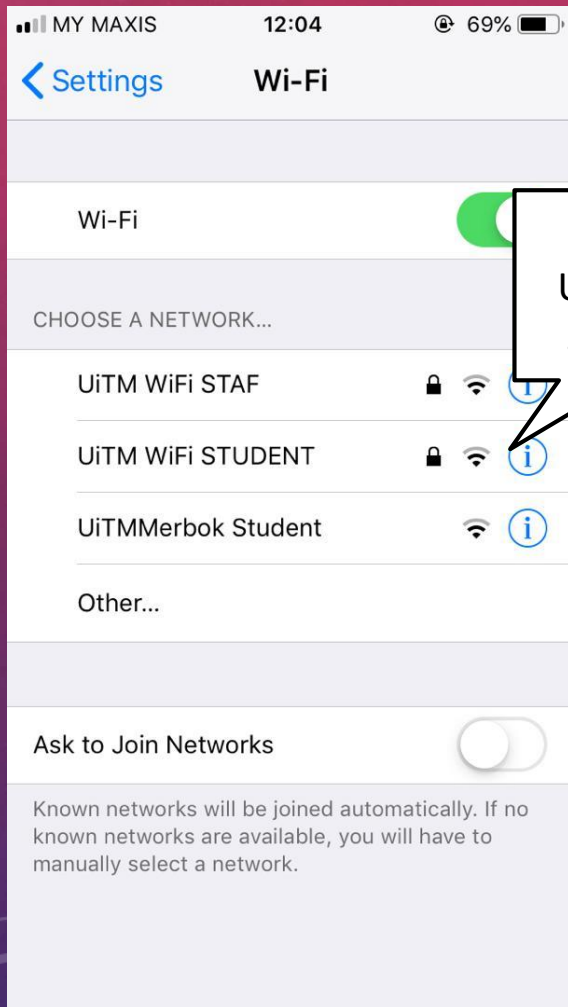 MY MAXIS 12:04 69%
Settings Wi-Fi
Wi-Fi
CHOOSE A NETWORK...
UiTM WiFi STAF
UiTM WiFi STUDENT
UiTMMerbok Student
Other...
Ask to Join Networks
Known networks will be joined automatically. If no
known networks are available, you will have to
manually select a network.